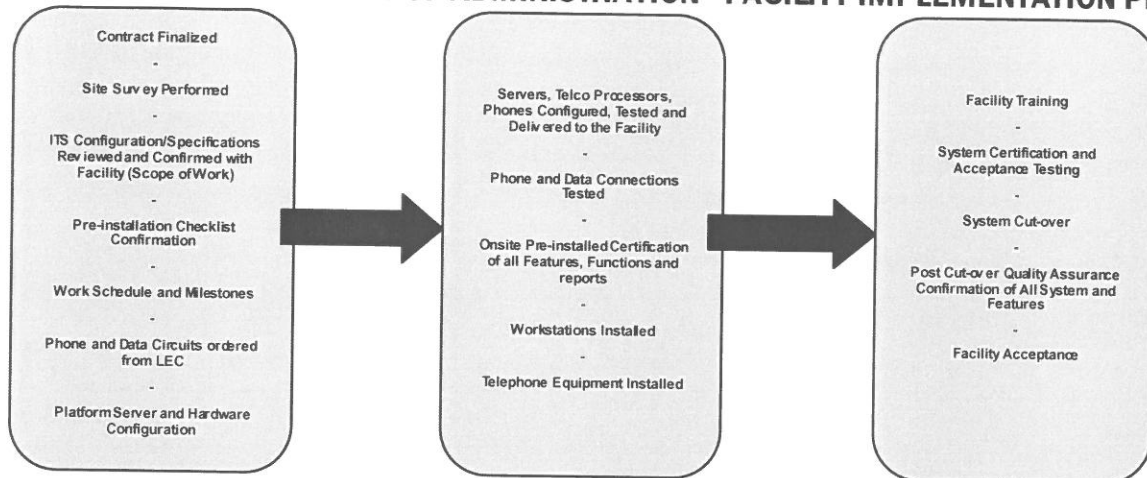 ADMINISTRATION - FACILITY IMPLEMENTATION
Contract Finalized
-
Site Survey Performed
-
ITS Configuration/Specifications
Reviewed and Confirmed with
Facility (Scope of Work)
-
Pre-installation Checklist
Confirmation
-
Work Schedule and Milestones
-
Phone and Data Circuits ordered
from LEC
-
Platform Server and Hardware
Configuration
Servers, Telco Processors,
Phones Configured, Tested and
Delivered to the Facility
-
Phone and Data Connections
Tested
-
Onsite Pre-installed Certification
of all Features, Functions and
reports
-
Workstations Installed
-
Telephone Equipment Installed
Facility Training
-
System Certification and
Acceptance Testing
-
System Cut-over
-
Post Cut-over Quality Assurance
Confirmation of All System and
Features
-
Facility Acceptance